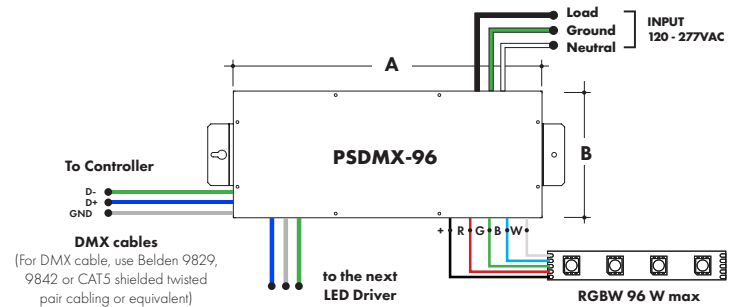 Load
Ground
Neutral
INPUT
120 - 277VAC
A
PSDMX-96
B
To Controller
D-
D+
GND
DMX cables
(For DMX cable, use Belden 9829,
9842 or CAT5 shielded twisted
pair cabling or equivalent)
to the next
LED Driver
+ R G B W
RGBW 96 W max